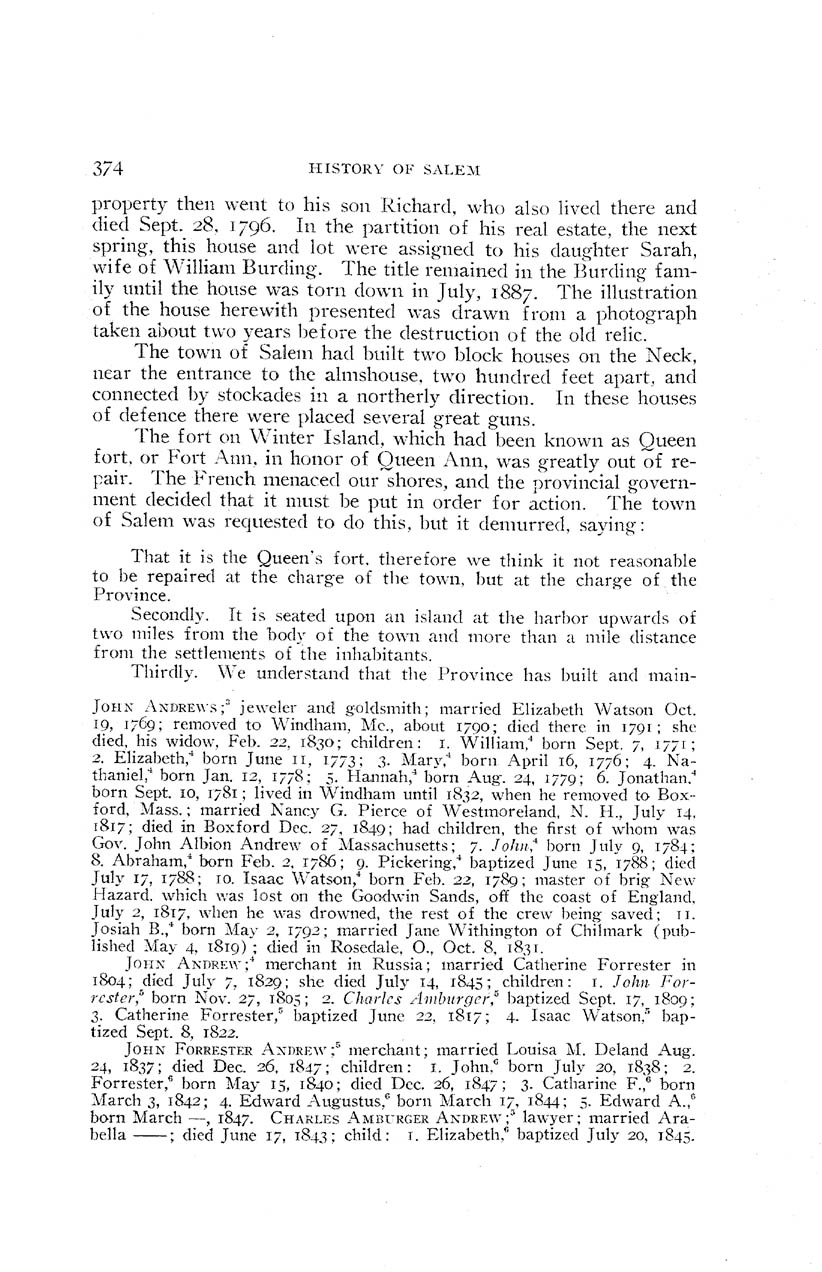 374 HISTORY OF SALEM
property then went to his son Richard, who also lived there and
died Sept. 28, 1796. In the partition of his real estate, the next
spring, this house and lot were assigned to his daughter Sarah,
wife of William Burding. The title remained in the Burding fam-
ily until the house was torn down in July, 1887. The illustration
of the house herewith presented was drawn from a photograph
taken about two years before the destruction of the old relic.
The town of Salem had built two block houses on the Neck,
near the entrance to the almshouse, two hundred feet apart, and
connected by stockades in a northerly direction. In these houses
of defence there were placed several great guns.
The fort on Winter Island, which had been known as Queen
fort, or Fort Ann, in honor of Queen Ann, was greatly out of re-
pair. The French menaced our shores, and the provincial govern-
ment decided that it must be put in order for action. The town
of Salem was requested to do this, but it demurred, saying:
That it is the Queen's fort, therefore we think it not reasonable
to be repaired at the charge of the town, but at the charge of the
Province.
Secondly. It is seated upon an island at the harbor upwards of
two miles from the body of the town and more than a mile distance
from the settlements of the inhabitants.
Thirdly. We understand that the Province has built and main-
JOHN ANDREWS;³ jeweler and goldsmith; married Elizabeth Watson Oct.
19, 1769; removed to Windham, Me., about 1790; died there in 1791; she
died, his widow, Feb. 22, 1830; children: 1. William,⁴ born Sept. 7, 1771;
2. Elizabeth,⁴ born June 11, 1773; 3. Mary,⁴ born April 16, 1776; 4. Na-
thaniel,⁴ born Jan. 12, 1778; 5. Hannah,⁴ born Aug. 24, 1779; 6. Jonathan,⁴
born Sept. 10, 1781; lived in Windham until 1832, when he removed to Box-
ford, Mass.; married Nancy G. Pierce of Westmoreland, N. H., July 14,
1817; died in Boxford Dec. 27, 1849; had children, the first of whom was
Gov. John Albion Andrew of Massachusetts; 7. John,⁴ born July 9, 1784;
8. Abraham,⁴ born Feb. 2, 1786; 9. Pickering,⁴ baptized June 15, 1788; died
July 17, 1788; 10. Isaac Watson,⁴ born Feb. 22, 1789; master of brig New
Hazard, which was lost on the Goodwin Sands, off the coast of England,
July 2, 1817, when he was drowned, the rest of the crew being saved; 11.
Josiah B.,⁴ born May 2, 1792; married Jane Withington of Chilmark (pub-
lished May 4, 1819); died in Rosedale, O., Oct. 8, 1831.
JOHN ANDREW;⁴ merchant in Russia; married Catherine Forrester in
1804; died July 7, 1829; she died July 14, 1845; children: 1. John For-
rester,⁵ born Nov. 27, 1805; 2. Charles Amburger,⁵ baptized Sept. 17, 1809;
3. Catherine Forrester,⁵ baptized June 22, 1817; 4. Isaac Watson,⁵ bap-
tized Sept. 8, 1822.
JOHN FORRESTER ANDREW;⁵ merchant; married Louisa M. Deland Aug.
24, 1837; died Dec. 26, 1847; children: 1. John,⁶ born July 20, 1838; 2.
Forrester,⁶ born May 15, 1840; died Dec. 26, 1847; 3. Catharine F.,⁶ born
March 3, 1842; 4. Edward Augustus,⁶ born March 17, 1844; 5. Edward A.,⁶
born March —, 1847. CHARLES AMBURGER ANDREW;⁵ lawyer; married Ara-
bella ——; died June 17, 1843; child: 1. Elizabeth,⁶ baptized July 20, 1845.